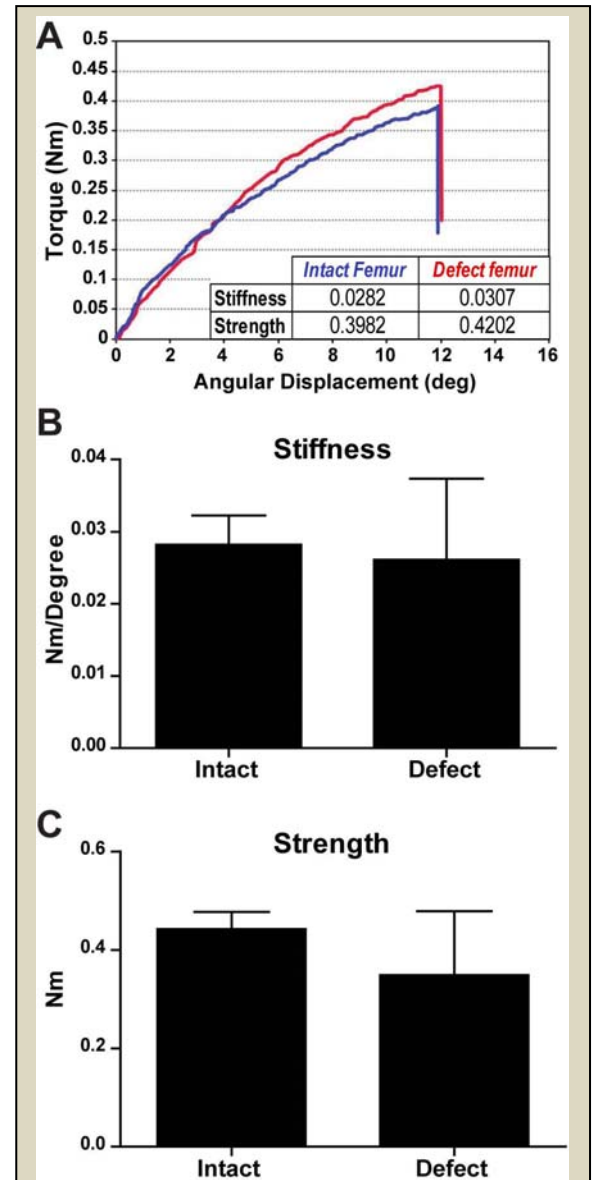 A
0.5
0.45
0.4
0.35
0.3
0.25
0.2
0.15
0.1
0.05
0
Torque (Nm)
Intact Femur Defect femur
Stiffness 0.0282 0.0307
Strength 0.3982 0.4202
0 2 4 6 8 10 12 14 16
Angular Displacement (deg)
B
Stiffness
0.04
0.03
0.02
0.01
0.00
Nm/Degree
Intact Defect
C
Strength
0.6
0.4
0.2
0.0
Nm
Intact Defect